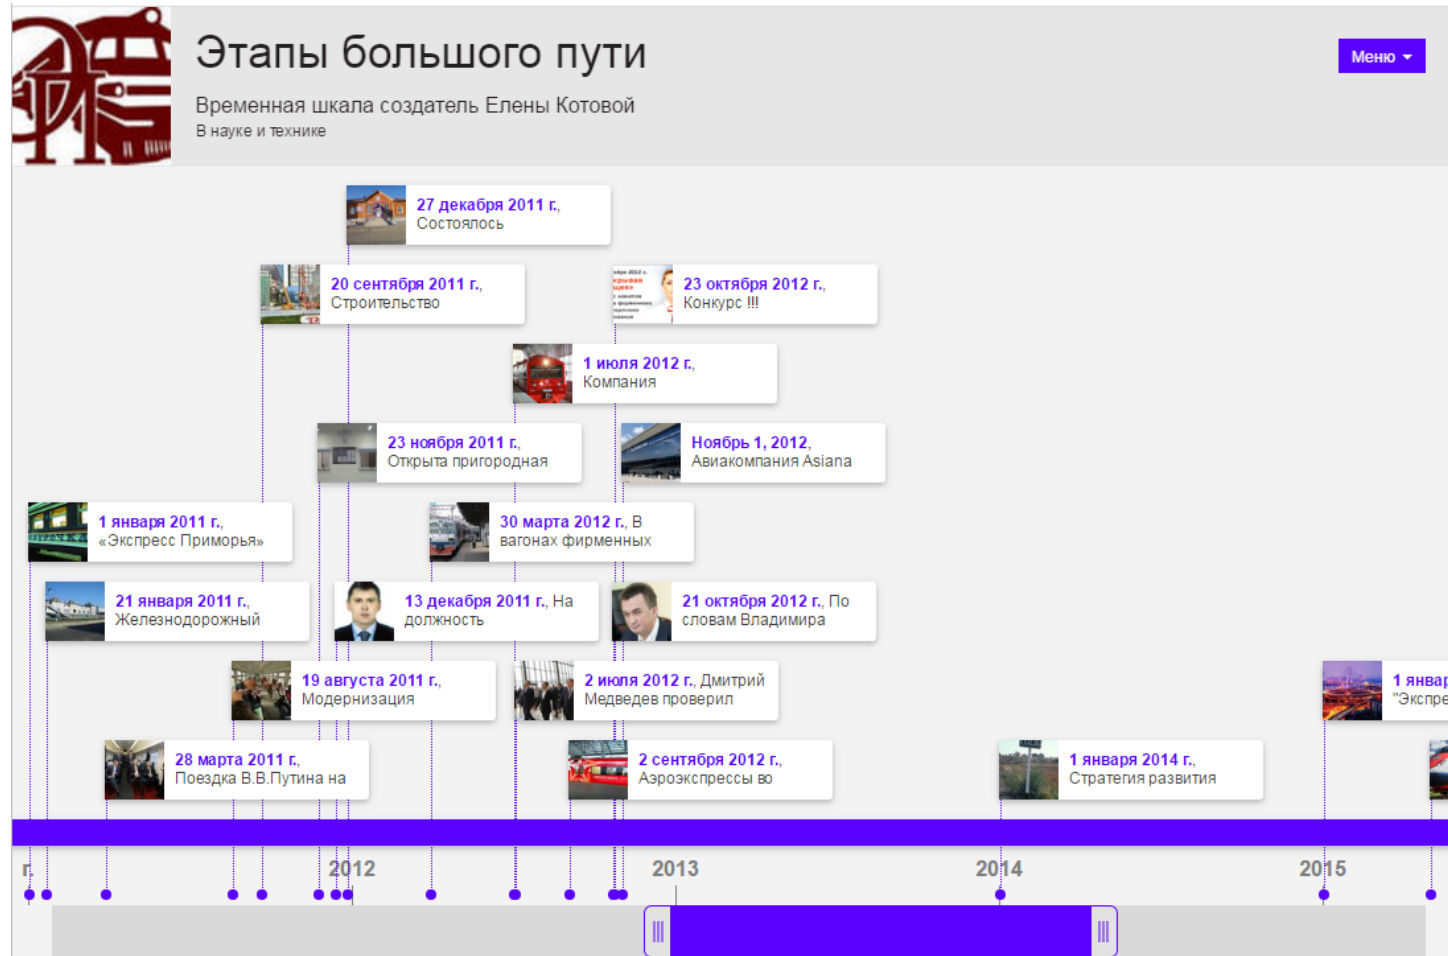 Этапы большого пути
Меню
Временная шкала создатель Елены Котовой
В науке и технике
27 декабря 2011 г.,
Состоялось
20 сентября 2011 г.,
Строительство
23 октября 2012 г.,
Конкурс !!!
1 июля 2012 г.,
Компания
23 ноября 2011 г.,
Открыта пригородная
Ноябрь 1, 2012,
Авиакомпания Asiana
1 января 2011 г.,
«Экспресс Приморья»
30 марта 2012 г., В
вагонах фирменных
21 января 2011 г.,
Железнодорожный
13 декабря 2011 г., На
должность
21 октября 2012 г., По
словам Владимира
19 августа 2011 г.,
Модернизация
2 июля 2012 г., Дмитрий
Медведев проверил
1 январ
"Экспре
28 марта 2011 г.,
Поездка В.В.Путина на
2 сентября 2012 г.,
Аэроэкспрессы во
1 января 2014 г.,
Стратегия развития
г. 2012 2013 2014 2015